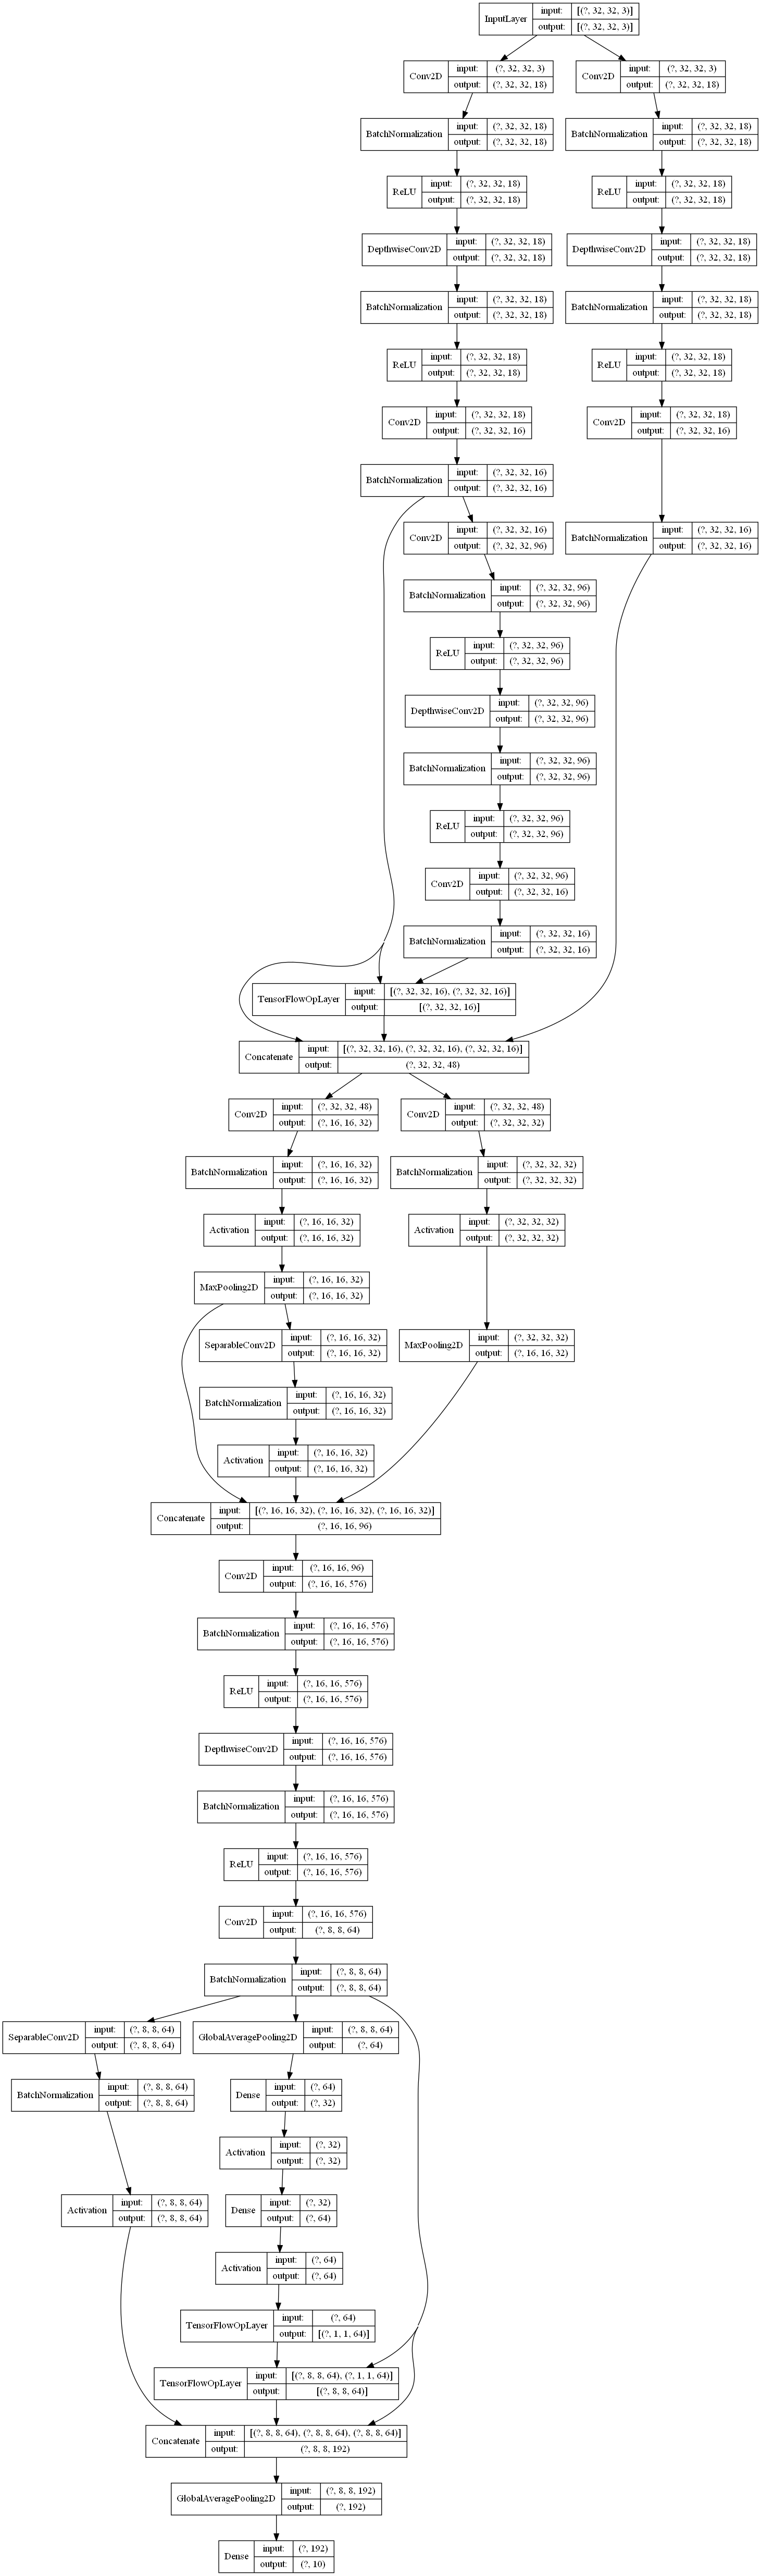 InputLayer input: [(?, 32, 32, 3)]
output: [(?, 32, 32, 3)]
Conv2D input: (?, 32, 32, 3)
output: (?, 32, 32, 18)
Conv2D input: (?, 32, 32, 3)
output: (?, 32, 32, 18)
BatchNormalization input: (?, 32, 32, 18)
output: (?, 32, 32, 18)
BatchNormalization input: (?, 32, 32, 18)
output: (?, 32, 32, 18)
ReLU input: (?, 32, 32, 18)
output: (?, 32, 32, 18)
ReLU input: (?, 32, 32, 18)
output: (?, 32, 32, 18)
DepthwiseConv2D input: (?, 32, 32, 18)
output: (?, 32, 32, 18)
DepthwiseConv2D input: (?, 32, 32, 18)
output: (?, 32, 32, 18)
BatchNormalization input: (?, 32, 32, 18)
output: (?, 32, 32, 18)
BatchNormalization input: (?, 32, 32, 18)
output: (?, 32, 32, 18)
ReLU input: (?, 32, 32, 18)
output: (?, 32, 32, 18)
ReLU input: (?, 32, 32, 18)
output: (?, 32, 32, 18)
Conv2D input: (?, 32, 32, 18)
output: (?, 32, 32, 16)
Conv2D input: (?, 32, 32, 18)
output: (?, 32, 32, 16)
BatchNormalization input: (?, 32, 32, 16)
output: (?, 32, 32, 16)
Conv2D input: (?, 32, 32, 16)
output: (?, 32, 32, 96)
BatchNormalization input: (?, 32, 32, 16)
output: (?, 32, 32, 16)
BatchNormalization input: (?, 32, 32, 96)
output: (?, 32, 32, 96)
ReLU input: (?, 32, 32, 96)
output: (?, 32, 32, 96)
DepthwiseConv2D input: (?, 32, 32, 96)
output: (?, 32, 32, 96)
BatchNormalization input: (?, 32, 32, 96)
output: (?, 32, 32, 96)
ReLU input: (?, 32, 32, 96)
output: (?, 32, 32, 96)
Conv2D input: (?, 32, 32, 96)
output: (?, 32, 32, 16)
BatchNormalization input: (?, 32, 32, 16)
output: (?, 32, 32, 16)
TensorFlowOpLayer input: [(?, 32, 32, 16), (?, 32, 32, 16)]
output: [(?, 32, 32, 16)]
Concatenate input: [(?, 32, 32, 16), (?, 32, 32, 16), (?, 32, 32, 16)]
output: (?, 32, 32, 48)
Conv2D input: (?, 32, 32, 48)
output: (?, 16, 16, 32)
Conv2D input: (?, 32, 32, 48)
output: (?, 32, 32, 32)
BatchNormalization input: (?, 16, 16, 32)
output: (?, 16, 16, 32)
BatchNormalization input: (?, 32, 32, 32)
output: (?, 32, 32, 32)
Activation input: (?, 16, 16, 32)
output: (?, 16, 16, 32)
Activation input: (?, 32, 32, 32)
output: (?, 32, 32, 32)
MaxPooling2D input: (?, 16, 16, 32)
output: (?, 16, 16, 32)
SeparableConv2D input: (?, 16, 16, 32)
output: (?, 16, 16, 32)
MaxPooling2D input: (?, 32, 32, 32)
output: (?, 16, 16, 32)
BatchNormalization input: (?, 16, 16, 32)
output: (?, 16, 16, 32)
Activation input: (?, 16, 16, 32)
output: (?, 16, 16, 32)
Concatenate input: [(?, 16, 16, 32), (?, 16, 16, 32), (?, 16, 16, 32)]
output: (?, 16, 16, 96)
Conv2D input: (?, 16, 16, 96)
output: (?, 16, 16, 576)
BatchNormalization input: (?, 16, 16, 576)
output: (?, 16, 16, 576)
ReLU input: (?, 16, 16, 576)
output: (?, 16, 16, 576)
DepthwiseConv2D input: (?, 16, 16, 576)
output: (?, 16, 16, 576)
BatchNormalization input: (?, 16, 16, 576)
output: (?, 16, 16, 576)
ReLU input: (?, 16, 16, 576)
output: (?, 16, 16, 576)
Conv2D input: (?, 16, 16, 576)
output: (?, 8, 8, 64)
BatchNormalization input: (?, 8, 8, 64)
output: (?, 8, 8, 64)
SeparableConv2D input: (?, 8, 8, 64)
output: (?, 8, 8, 64)
GlobalAveragePooling2D input: (?, 8, 8, 64)
output: (?, 64)
BatchNormalization input: (?, 8, 8, 64)
output: (?, 8, 8, 64)
Dense input: (?, 64)
output: (?, 32)
Activation input: (?, 32)
output: (?, 32)
Activation input: (?, 8, 8, 64)
output: (?, 8, 8, 64)
Dense input: (?, 32)
output: (?, 64)
Activation input: (?, 64)
output: (?, 64)
TensorFlowOpLayer input: (?, 64)
output: [(?, 1, 1, 64)]
TensorFlowOpLayer input: [(?, 8, 8, 64), (?, 1, 1, 64)]
output: [(?, 8, 8, 64)]
Concatenate input: [(?, 8, 8, 64), (?, 8, 8, 64), (?, 8, 8, 64)]
output: (?, 8, 8, 192)
GlobalAveragePooling2D input: (?, 8, 8, 192)
output: (?, 192)
Dense input: (?, 192)
output: (?, 10)